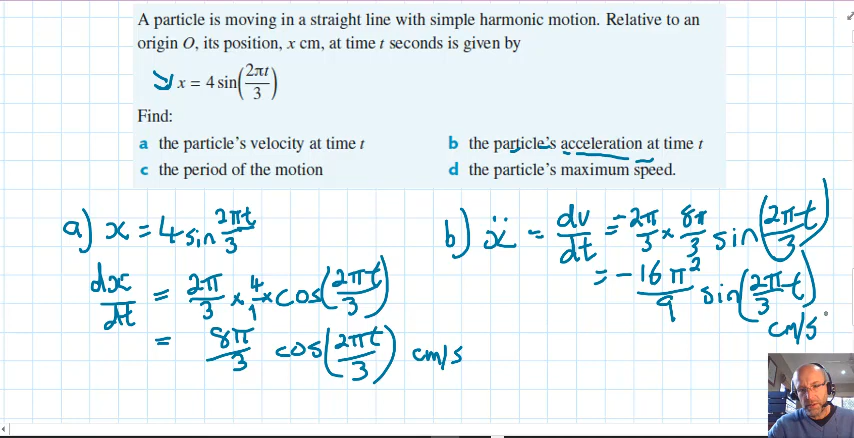 A particle is moving in a straight line with simple harmonic motion. Relative to an
origin O, its position, x cm, at time t seconds is given by
x = 4 sin(2πt/3)
Find:
a the particle's velocity at time t
b the particle's acceleration at time t
c the period of the motion
d the particle's maximum speed.
a) x = 4 sin 2πt/3
dx/dt = 2π/3 × 4/1 × cos(2πt/3)
= 8π/3 cos(2πt/3) cm/s
b) ẍ = dv/dt = -2π/3 × 8π/3 sin(2πt/3)
= -16π²/9 sin(2πt/3)
cm/s